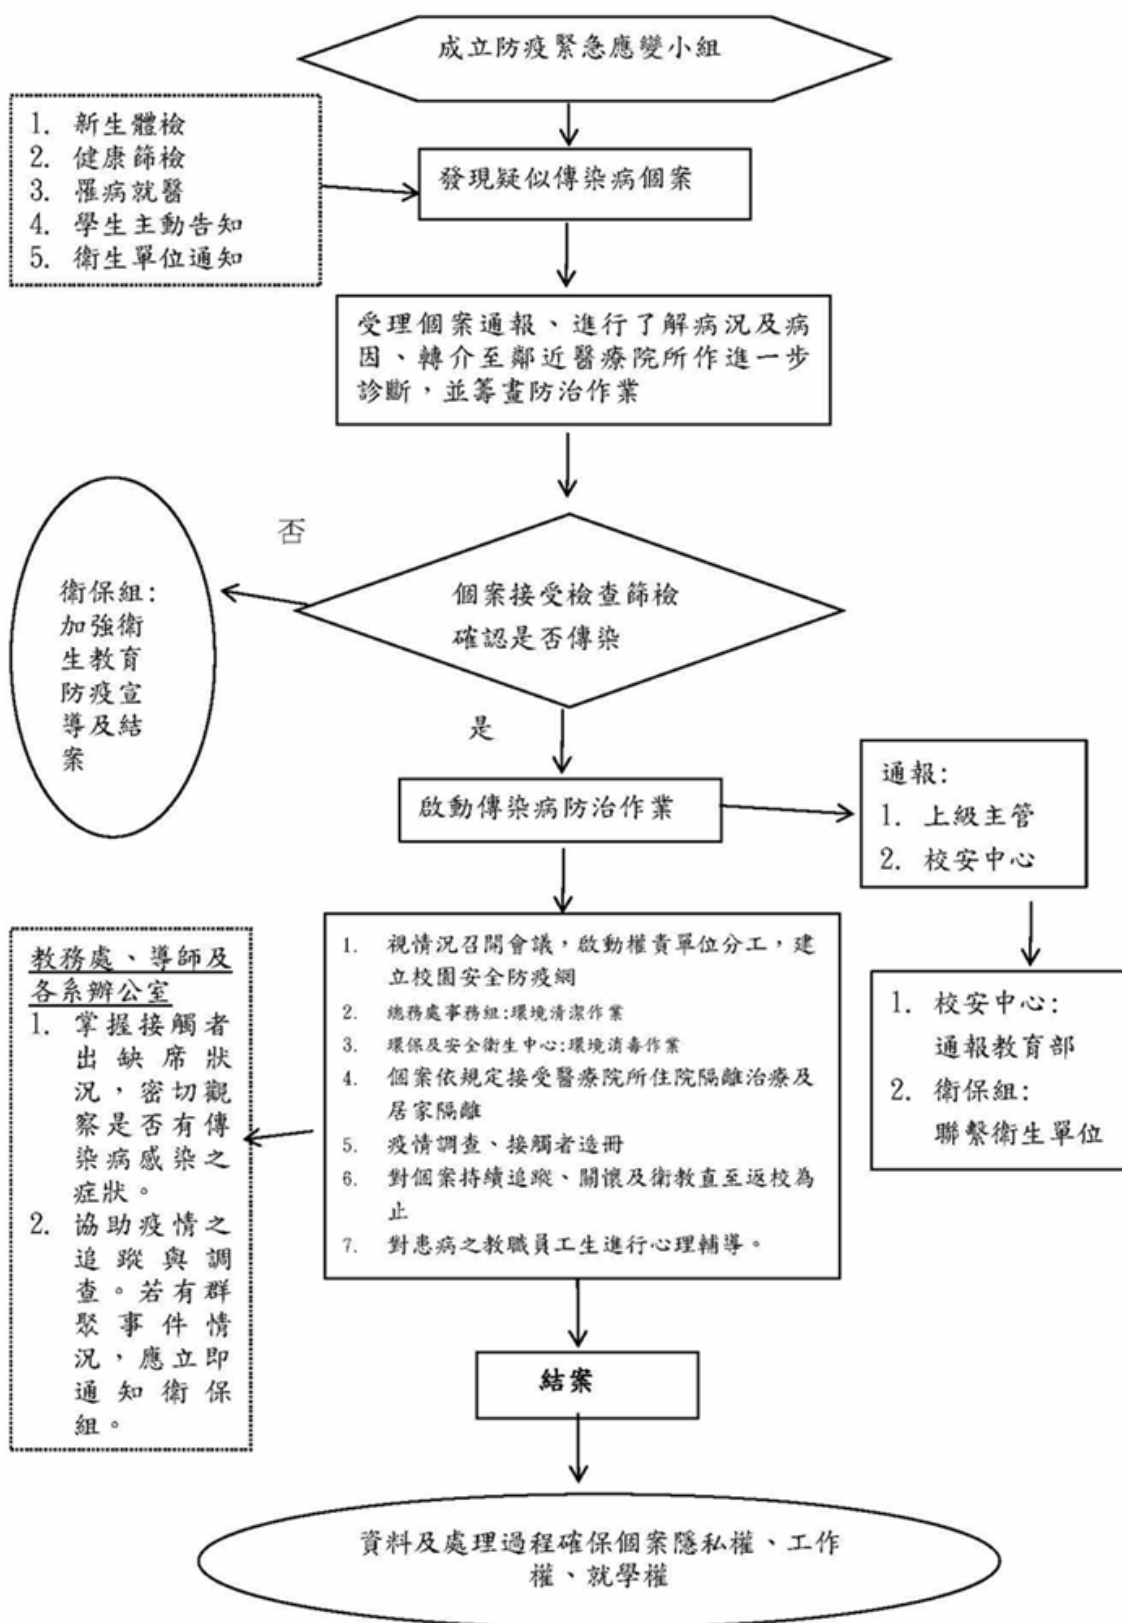 成立防疫緊急應變小組
1. 新生體檢
2. 健康篩檢
3. 罹病就醫
4. 學生主動告知
5. 衛生單位通知
發現疑似傳染病個案
受理個案通報、進行了解病況及病
因、轉介至鄰近醫療院所作進一步
診斷，並籌畫防治作業
否
個案接受檢查篩檢
確認是否傳染
衛保組:
加強衛
生教育
防疫宣
導及結
案
是
啟動傳染病防治作業
通報:
1. 上級主管
2. 校安中心
1. 校安中心:
通報教育部
2. 衛保組:
聯繫衛生單位
1. 視情況召開會議，啟動權責單位分工，建
立校園安全防疫網
2. 總務處事務組:環境清潔作業
3. 環保及安全衛生中心:環境消毒作業
4. 個案依規定接受醫療院所住院隔離治療及
居家隔離
5. 疫情調查、接觸者造冊
6. 對個案持續追蹤、關懷及衛教直至返校為
止
7. 對患病之教職員工生進行心理輔導。
教務處、導師及
各系辦公室
1. 掌握接觸者
出缺席狀
況，密切觀
察是否有傳
染病感染之
症狀。
2. 協助疫情之
追蹤與調
查。若有群
聚事件情
況，應立即
通知衛保
組。
結案
資料及處理過程確保個案隱私權、工作
權、就學權